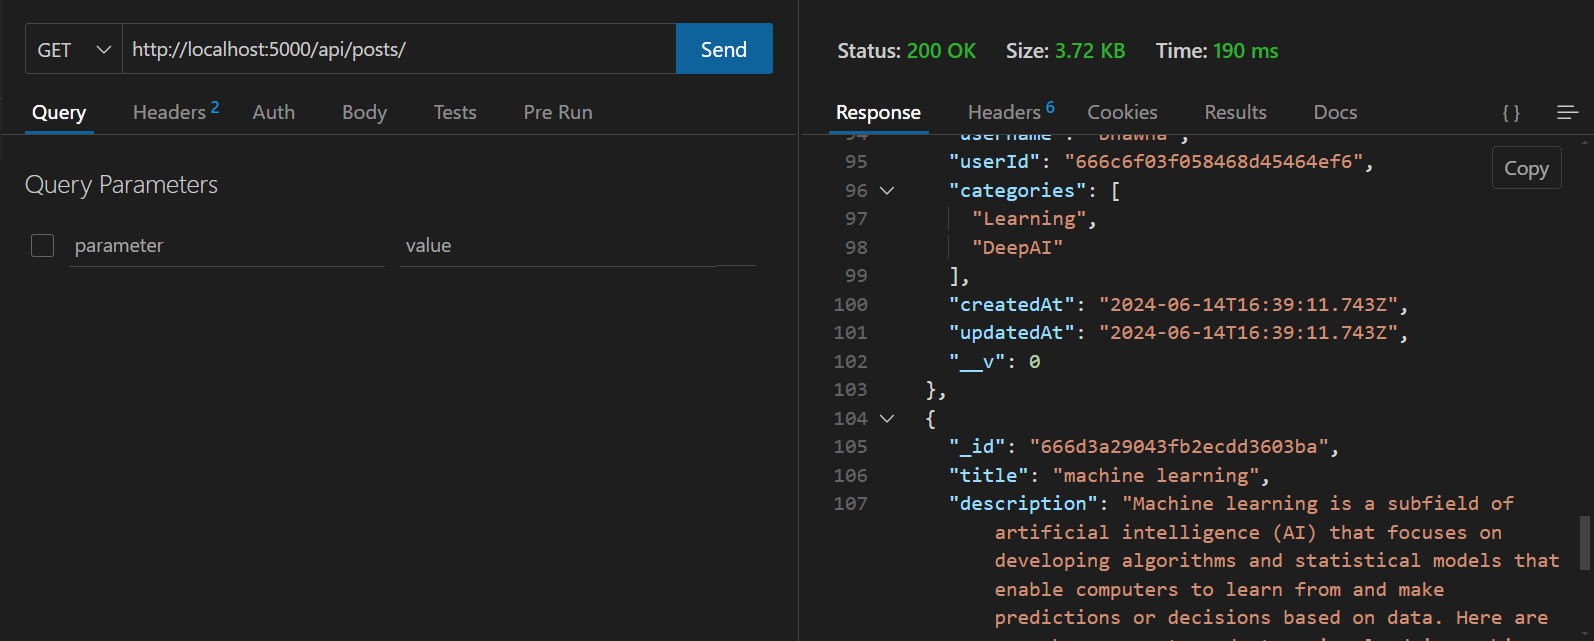 GET http://localhost:5000/api/posts/ Send
Query Headers 2 Auth Body Tests Pre Run
Query Parameters
parameter value
Status: 200 OK Size: 3.72 KB Time: 190 ms
Response Headers 6 Cookies Results Docs { }
Copy
94 "username": "Bhawna",
95 "userId": "666c6f03f058468d45464ef6",
96 "categories": [
97 "Learning",
98 "DeepAI"
99 ],
100 "createdAt": "2024-06-14T16:39:11.743Z",
101 "updatedAt": "2024-06-14T16:39:11.743Z",
102 "__v": 0
103 },
104 {
105 "_id": "666d3a29043fb2ecdd3603ba",
106 "title": "machine learning",
107 "description": "Machine learning is a subfield of
artificial intelligence (AI) that focuses on
developing algorithms and statistical models that
enable computers to learn from and make
predictions or decisions based on data. Here are